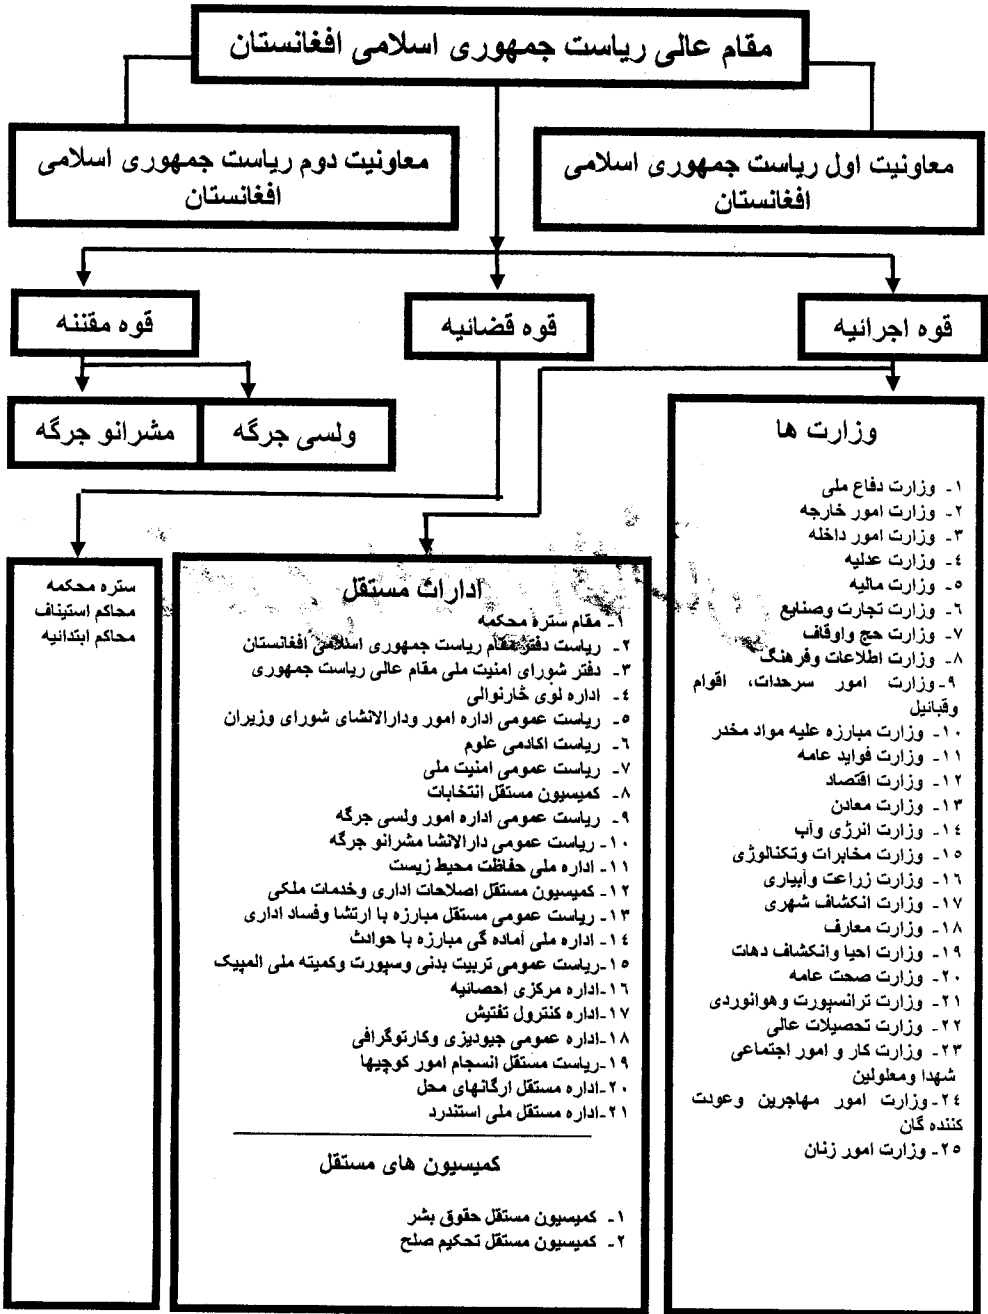 مقام عالی ریاست جمهوری اسلامی افغانستان
معاونیت اول ریاست جمهوری اسلامی
افغانستان
معاونیت دوم ریاست جمهوری اسلامی
افغانستان
قوه اجرائیه
قوه قضائیه
قوه مقننه
ولسی جرگه
مشرانو جرگه
وزارت ها
۱- وزارت دفاع ملی
۲- وزارت امور خارجه
۳- وزارت امور داخله
٤- وزارت عدلیه
٥- وزارت مالیه
٦- وزارت تجارت وصنایع
۷- وزارت حج واوقاف
۸- وزارت اطلاعات وفرهنگ
۹- وزارت امور سرحدات، اقوام
وقبائیل
۱۰- وزارت مبارزه علیه مواد مخدر
۱۱- وزارت فواید عامه
۱۲- وزارت اقتصاد
۱۳- وزارت معادن
۱٤- وزارت انرژی وآب
۱٥- وزارت مخابرات وتکنالوژی
۱٦- وزارت زراعت وآبیاری
۱۷- وزارت انکشاف شهری
۱۸- وزارت معارف
۱۹- وزارت احیا وانکشاف دهات
۲۰- وزارت صحت عامه
۲۱- وزارت ترانسپورت وهوانوردی
۲۲- وزارت تحصیلات عالی
۲۳- وزارت کار و امور اجتماعی
شهدا ومعلولین
۲٤- وزارت امور مهاجرین وعودت
کننده گان
۲٥- وزارت امور زنان
ادارات مستقل
۱- مقام ستره محکمه
۲- ریاست دفتر مقام ریاست جمهوری اسلامی افغانستان
۳- دفتر شورای امنیت ملی مقام عالی ریاست جمهوری
٤- اداره لوی خارنوالی
٥- ریاست عمومی اداره امور ودارالانشای شورای وزیران
٦- ریاست اکادمی علوم
۷- ریاست عمومی امنیت ملی
۸- کمیسیون مستقل انتخابات
۹- ریاست عمومی اداره امور ولسی جرگه
۱۰- ریاست عمومی دارالانشا مشرانو جرگه
۱۱- اداره ملی حفاظت محیط زیست
۱۲- کمیسیون مستقل اصلاحات اداری وخدمات ملکی
۱۳- ریاست عمومی مستقل مبارزه با ارتشا وفساد اداری
۱٤- اداره ملی آماده گی مبارزه با حوادث
۱٥- ریاست عمومی تربیت بدنی وسپورت وکمیته ملی المپیک
۱٦- اداره مرکزی احصائیه
۱۷- اداره کنترول تفتیش
۱۸- اداره عمومی جیودیزی وکارتوگرافی
۱۹- ریاست مستقل انسجام امور کوچیها
۲۰- اداره مستقل ارگانهای محل
۲۱- اداره مستقل ملی استندرد
کمیسیون های مستقل
۱- کمیسیون مستقل حقوق بشر
۲- کمیسیون مستقل تحکیم صلح
ستره محکمه
محاکم استیناف
محاکم ابتدائیه